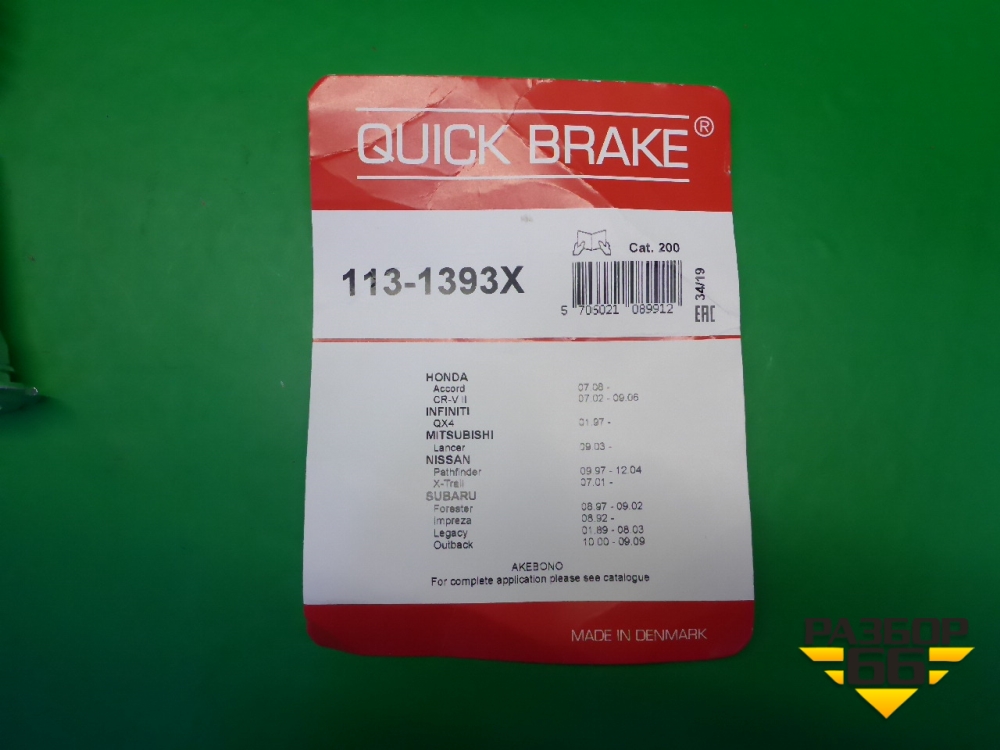 QUICK BRAKE®
Cat. 200
113-1393X
5 705021 089912
34/19
EAC
HONDA
Accord 07.08 -
CR-V II 07.02 - 09.06
INFINITI
QX4 01.97 -
MITSUBISHI
Lancer 09.03 -
NISSAN
Pathfinder 09.97 - 12.04
X-Trail 07.01 -
SUBARU
Forester 08.97 - 09.02
Impreza 08.92 -
Legacy 01.89 - 08.03
Outback 10.00 - 09.09
AKEBONO
For complete application please see catalogue
MADE IN DENMARK
РАЗБОР
66